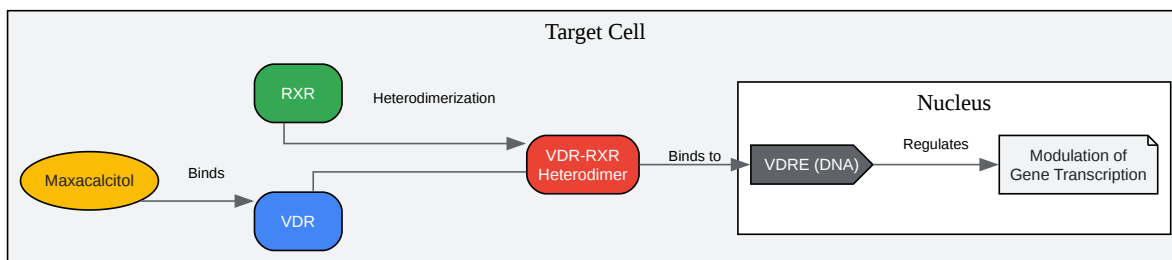 Target Cell
RXR
Heterodimerization
Nucleus
Maxacalcitol
Binds
VDR
VDR-RXR
Heterodimer
Binds to
VDRE (DNA)
Regulates
Modulation of
Gene Transcription